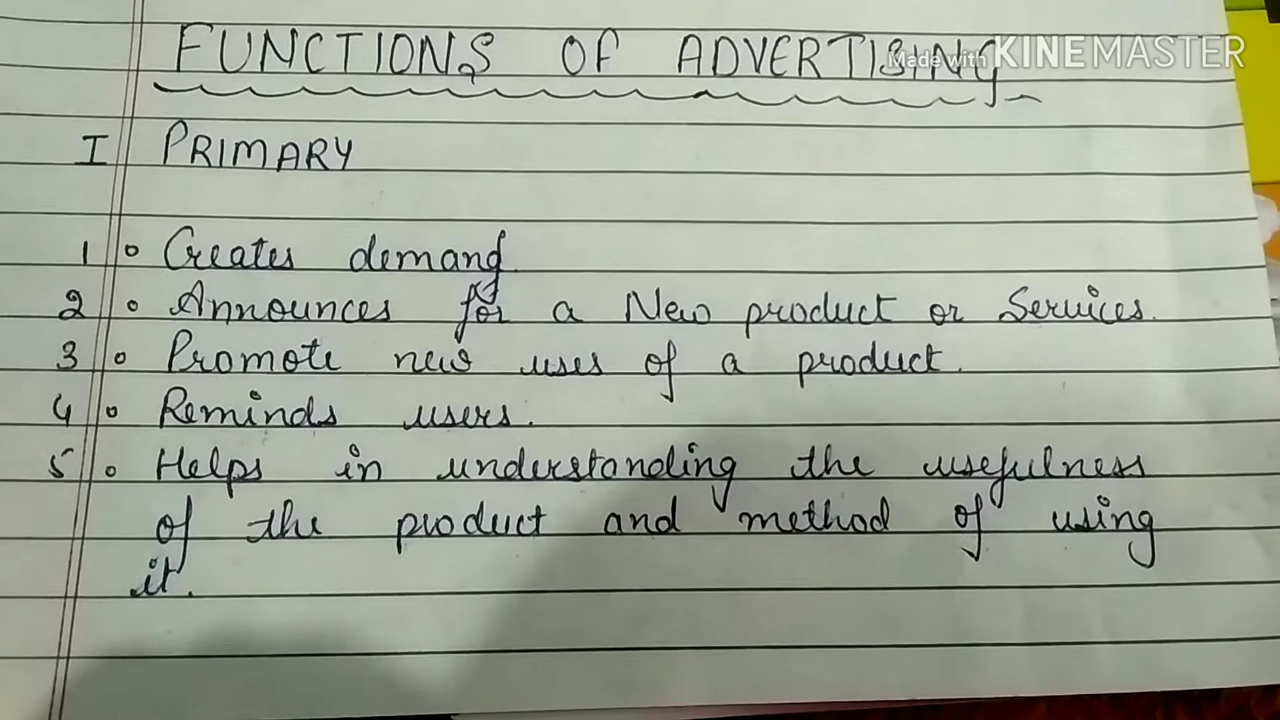 FUNCTIONS OF ADVERTISING
Made with KINEMASTER
I PRIMARY
1 Creates demand
2 Announces for a New product or Services.
3 Promote new uses of a product.
4 Reminds users.
5 Helps in understanding the usefulness
of the product and method of using
it.